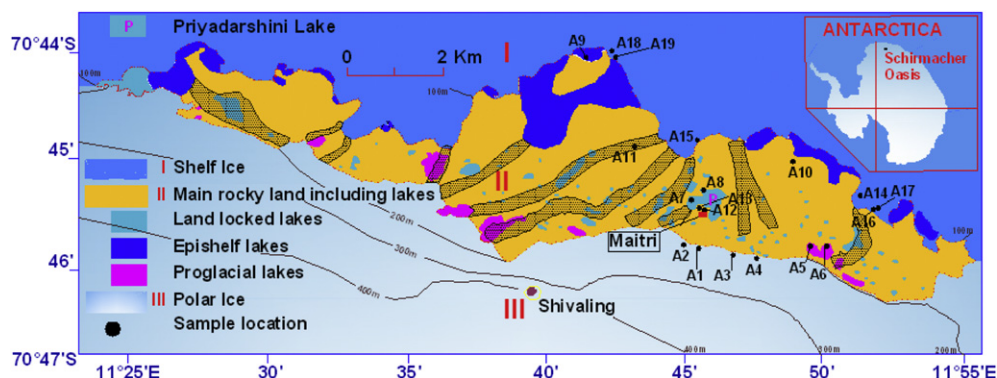 P Priyadarshini Lake
0 2 Km
I Shelf Ice
II Main rocky land including lakes
Land locked lakes
Epishelf lakes
Proglacial lakes
III Polar Ice
Sample location
ANTARCTICA
Schirmacher
Oasis
70°44'S
45'
46'
70°47'S
11°25'E
30'
35'
40'
45'
50'
11°55'E
I
II
III
A9
A18
A19
A15
A11
A10
A8
A7
P
A13
A12
A14
A17
A16
Maitri
A2
A1
A3
A4
A5
A6
Shivaling
100m
100m
100m
200m
300m
400m
400m
300m
200m